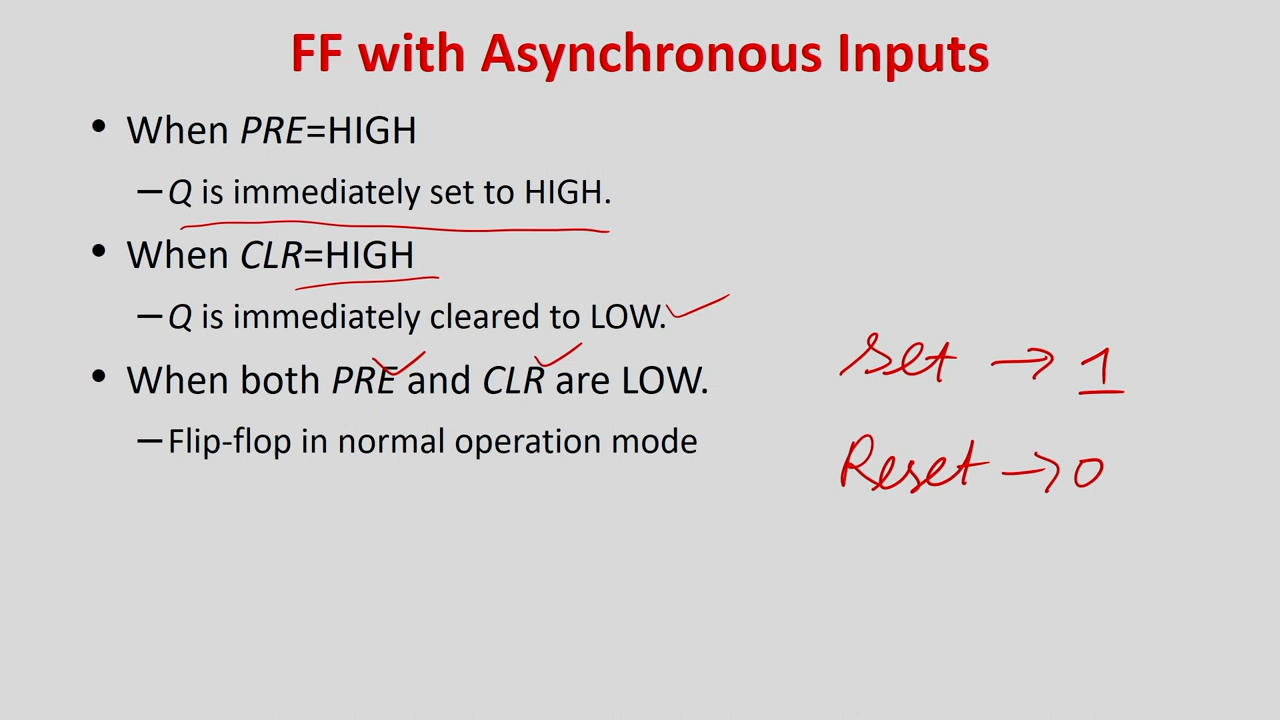 FF with Asynchronous Inputs
• When PRE=HIGH
– Q is immediately set to HIGH.
• When CLR=HIGH
– Q is immediately cleared to LOW.
• When both PRE and CLR are LOW.
– Flip-flop in normal operation mode
Set → 1
Reset → 0